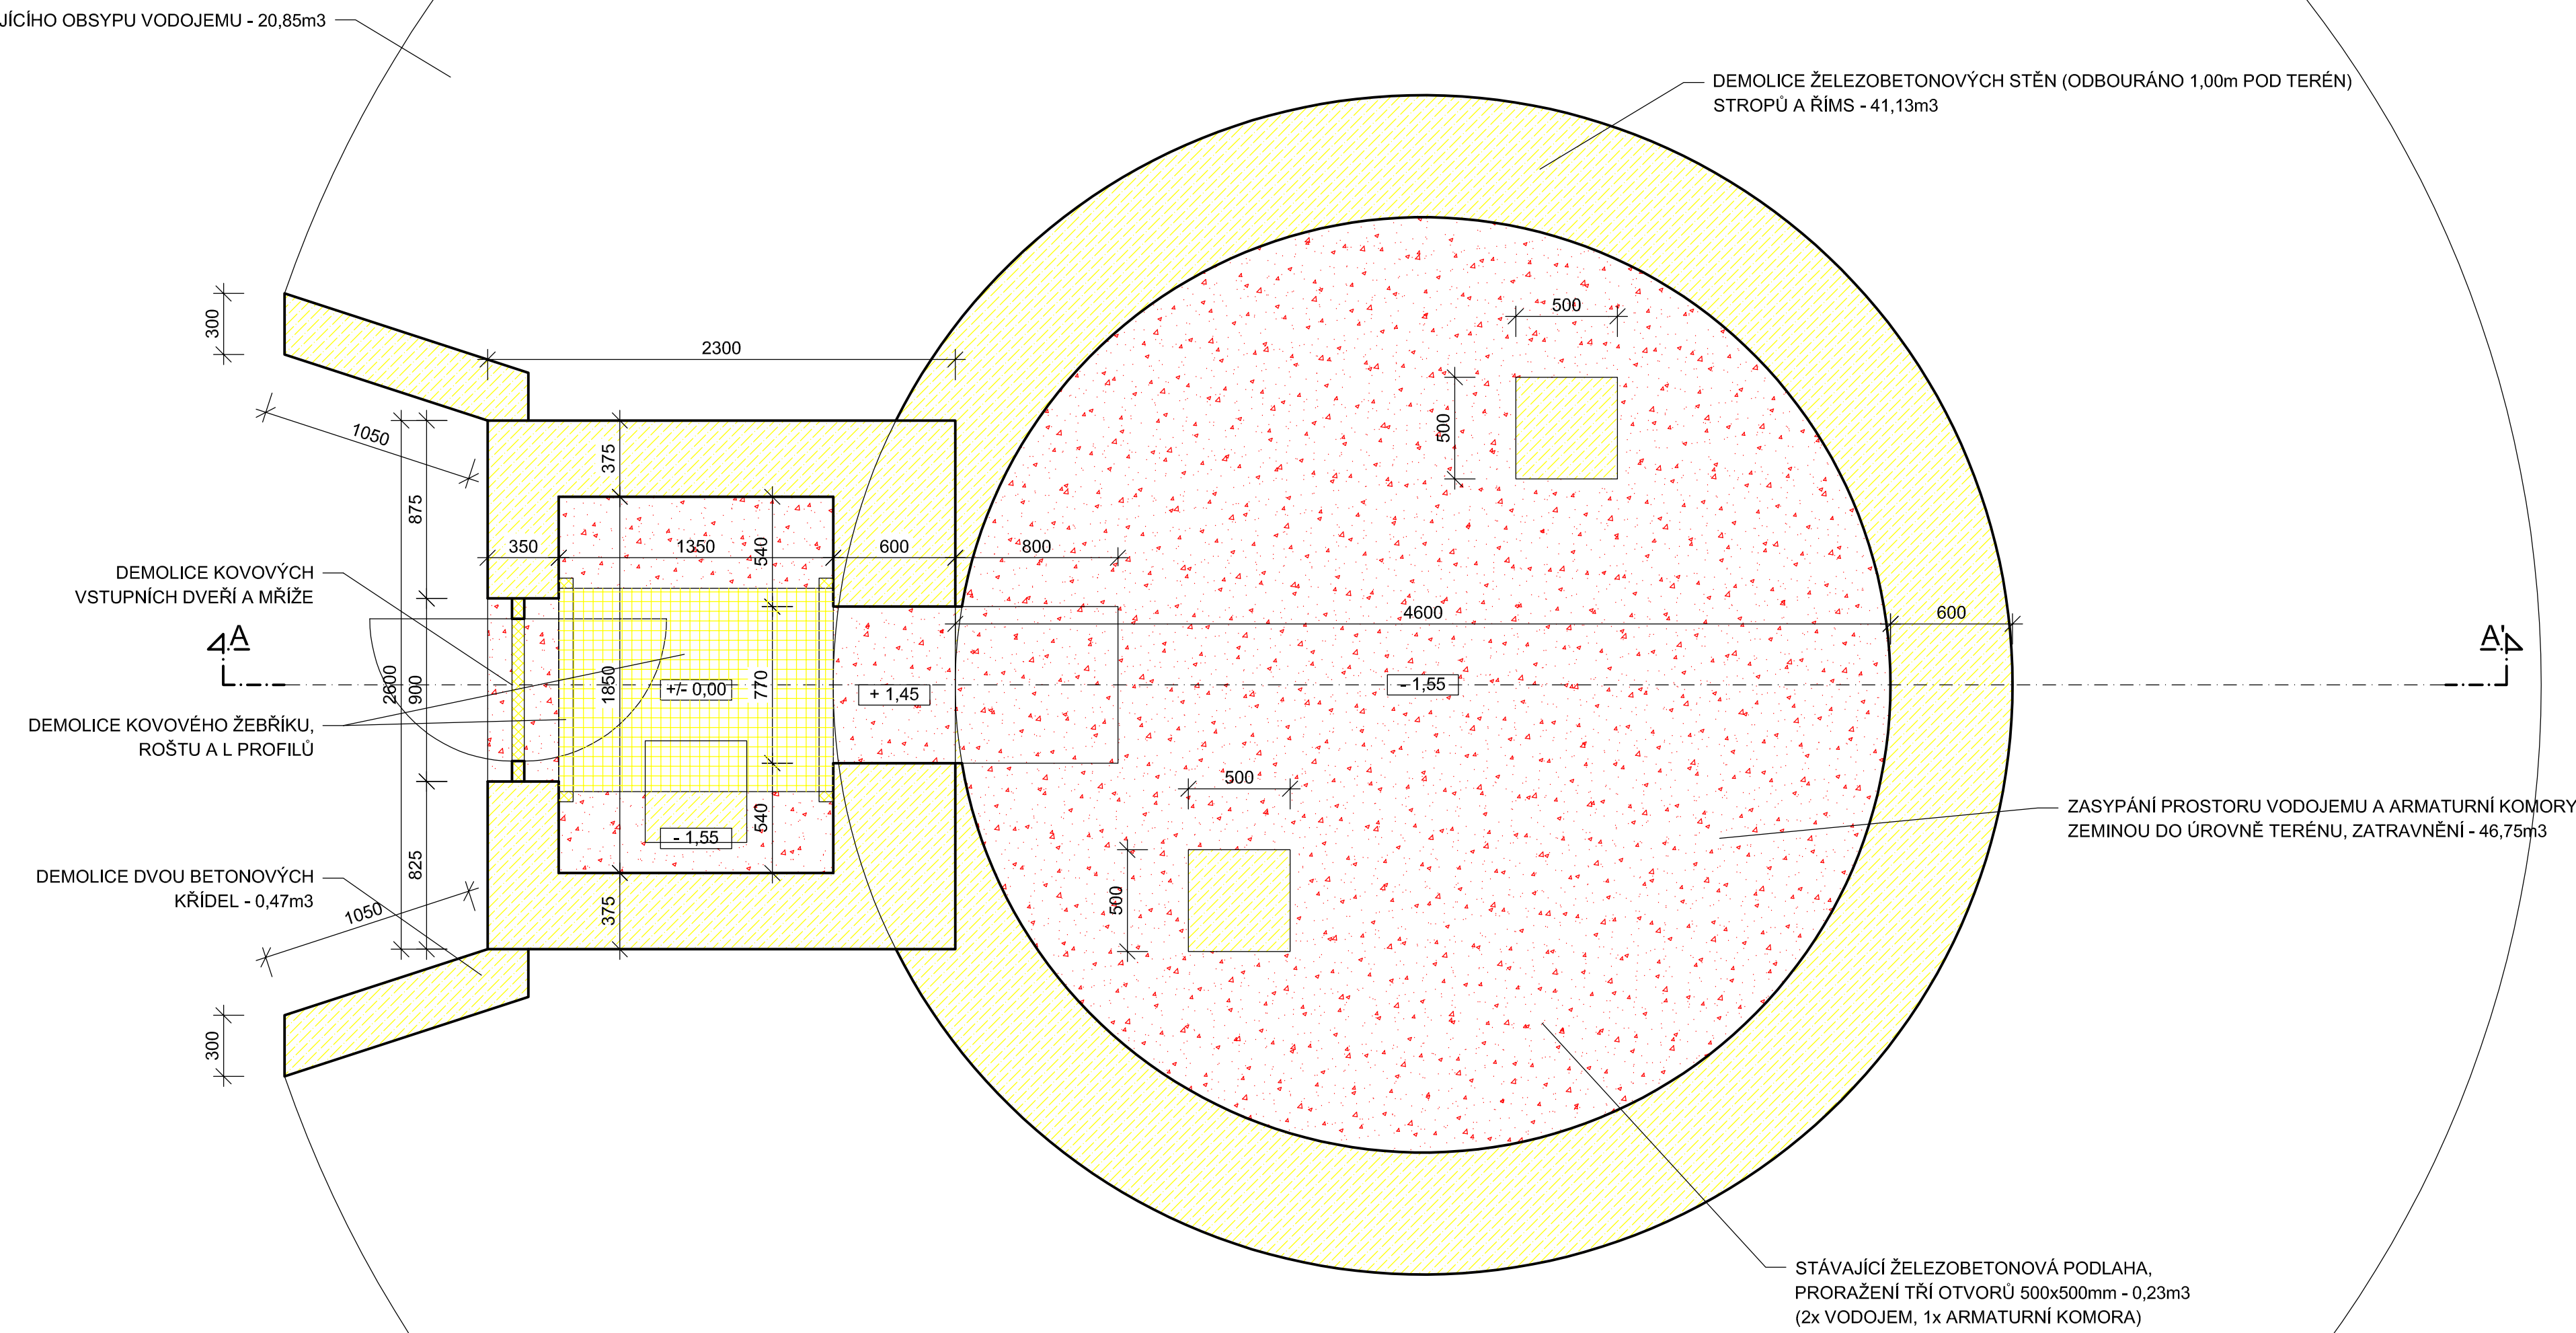 JÍCÍHO OBSYPU VODOJEMU - 20,85m3
DEMOLICE ŽELEZOBETONOVÝCH STĚN (ODBOURÁNO 1,00m POD TERÉN)
STROPŮ A ŘÍMS - 41,13m3
300
2300
500
500
1050
375
875
350
1350
540
600
800
DEMOLICE KOVOVÝCH
VSTUPNÍCH DVEŘÍ A MŘÍŽE
4600
600
A
A'
2600
900
1850
+/- 0,00
770
+ 1,45
- 1,55
DEMOLICE KOVOVÉHO ŽEBŘÍKU,
ROŠTU A L PROFILŮ
500
540
- 1,55
ZASYPÁNÍ PROSTORU VODOJEMU A ARMATURNÍ KOMORY
ZEMINOU DO ÚROVNĚ TERÉNU, ZATRAVNĚNÍ - 46,75m3
825
DEMOLICE DVOU BETONOVÝCH
KŘÍDEL - 0,47m3
1050
375
500
300
STÁVAJÍCÍ ŽELEZOBETONOVÁ PODLAHA,
PRORAŽENÍ TŘÍ OTVORŮ 500x500mm - 0,23m3
(2x VODOJEM, 1x ARMATURNÍ KOMORA)